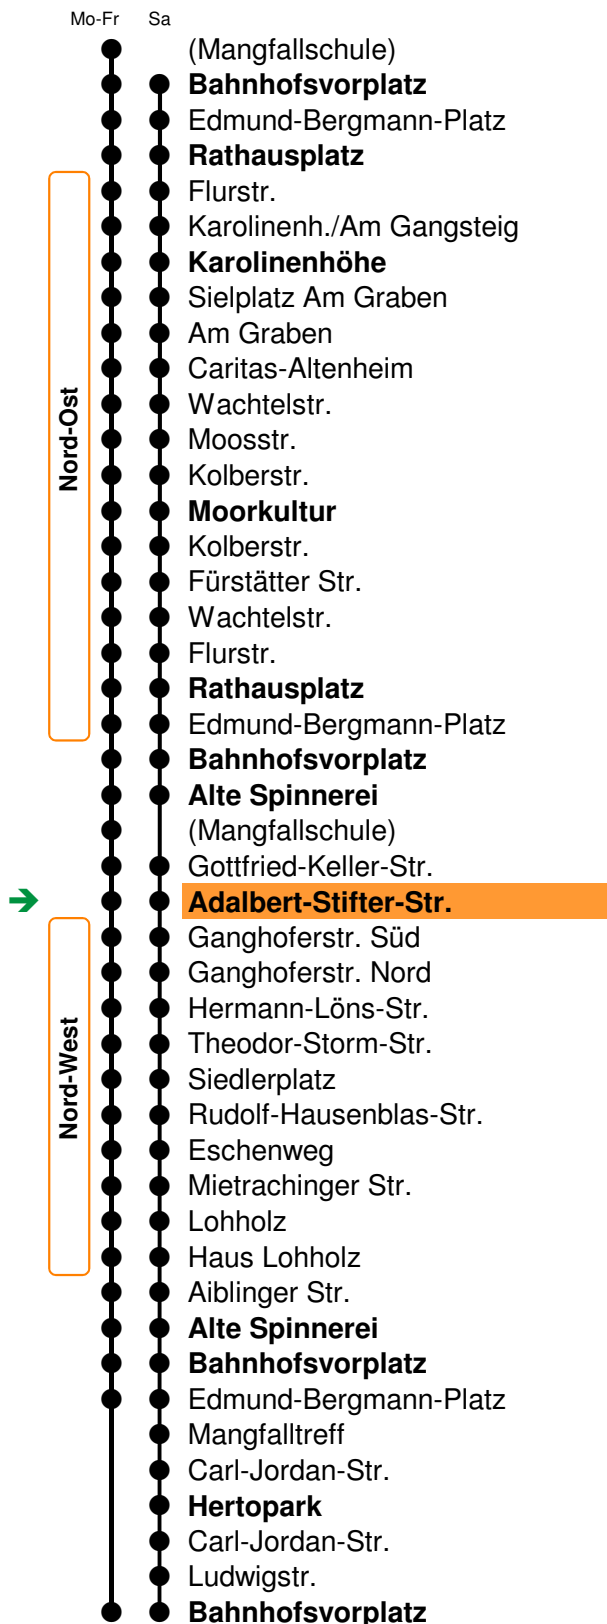 Mo-Fr Sa
(Mangfallschule)
Bahnhofsvorplatz
Edmund-Bergmann-Platz
Rathausplatz
Flurstr.
Karolinenh./Am Gangsteig
Karolinenhöhe
Sielplatz Am Graben
Am Graben
Caritas-Altenheim
Wachtelstr.
Moosstr.
Kolberstr.
Moorkultur
Kolberstr.
Fürstätter Str.
Wachtelstr.
Flurstr.
Rathausplatz
Edmund-Bergmann-Platz
Nord-Ost
Bahnhofsvorplatz
Alte Spinnerei
(Mangfallschule)
Gottfried-Keller-Str.
Adalbert-Stifter-Str.
Ganghoferstr. Süd
Ganghoferstr. Nord
Hermann-Löns-Str.
Theodor-Storm-Str.
Siedlerplatz
Rudolf-Hausenblas-Str.
Eschenweg
Mietrachinger Str.
Lohholz
Haus Lohholz
Nord-West
Aiblinger Str.
Alte Spinnerei
Bahnhofsvorplatz
Edmund-Bergmann-Platz
Mangfalltreff
Carl-Jordan-Str.
Hertopark
Carl-Jordan-Str.
Ludwigstr.
Bahnhofsvorplatz